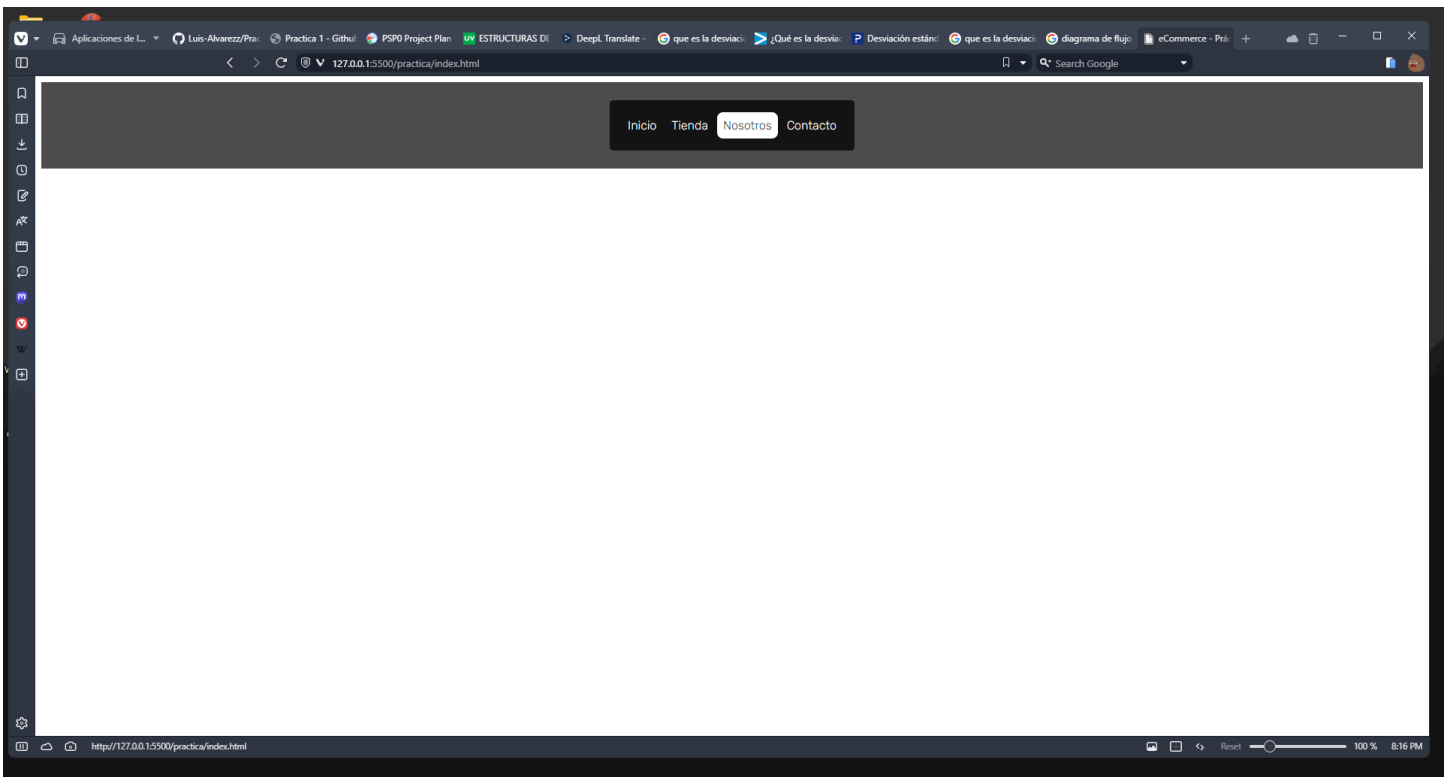 Aplicaciones de l...
Luis-Alvarezz/Prac
Practica 1 - Githul
PSP0 Project Plan
ESTRUCTURAS DE
DeepL Translate -
que es la desviació
¿Qué es la desviac
Desviación estánd
que es la desviació
diagrama de flujo
eCommerce - Prác
127.0.0.1:5500/practica/index.html
Search Google
Inicio Tienda Nosotros Contacto
http://127.0.0.1:5500/practica/index.html
Reset
100 %
8:16 PM